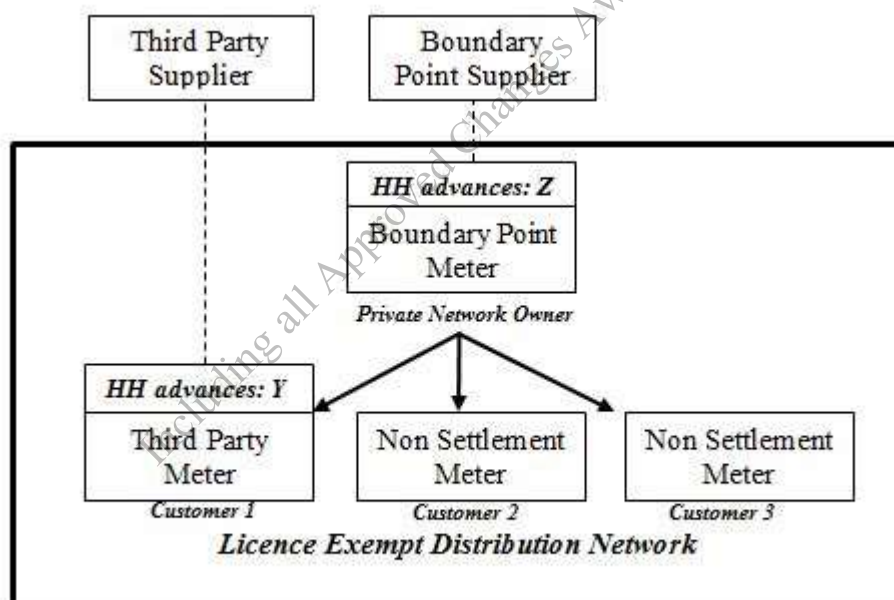 Third Party
Supplier
Boundary
Point Supplier
HH advances: Z
Boundary Point
Meter
Private Network Owner
HH advances: Y
Third Party
Meter
Customer 1
Non Settlement
Meter
Customer 2
Non Settlement
Meter
Customer 3
Licence Exempt Distribution Network
all Approved Changes